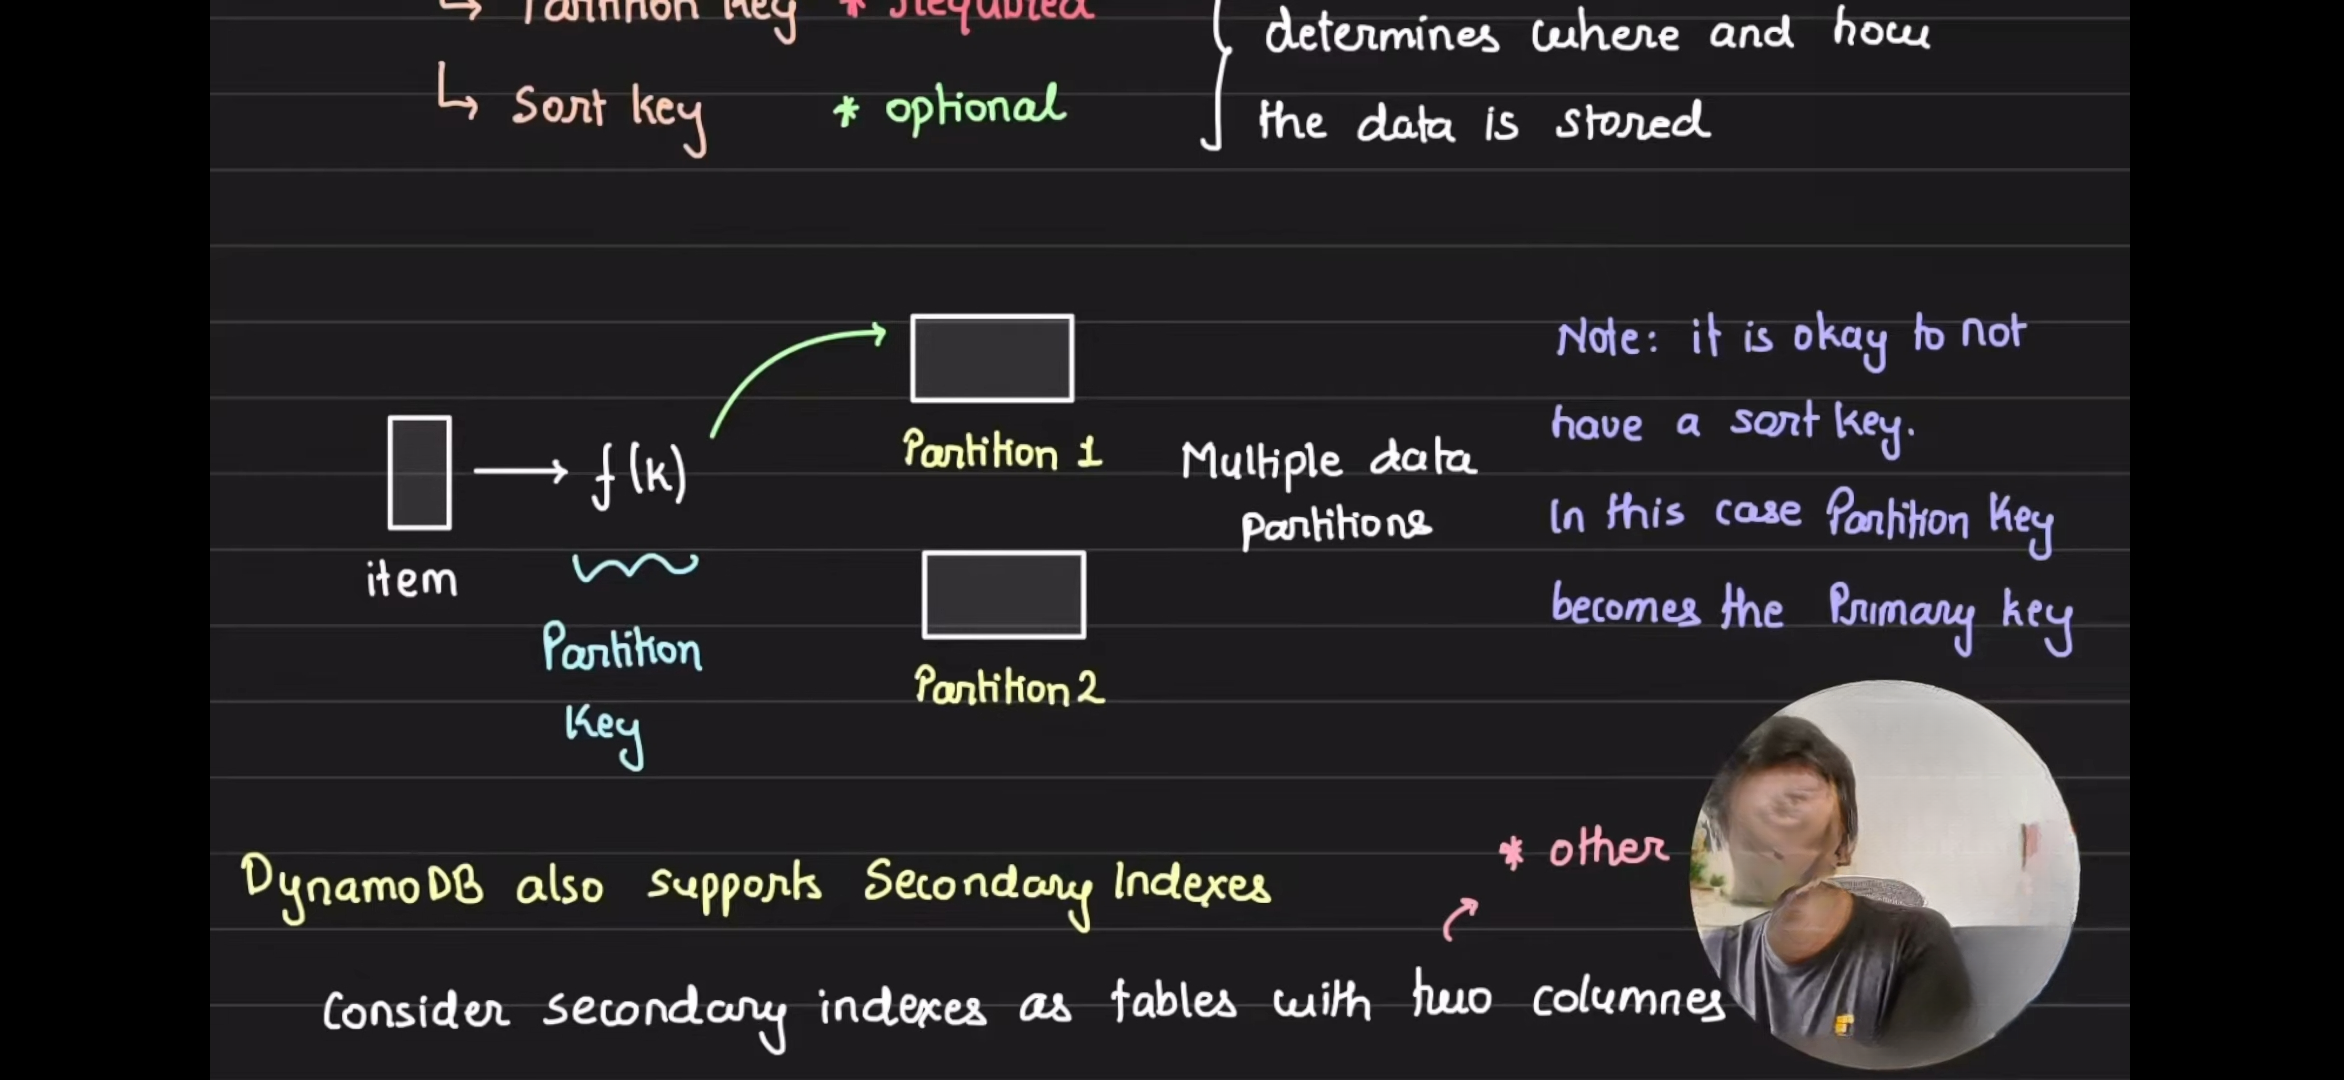 ↳ Partition Key * Required
determines where and how
↳ Sort key * optional
the data is stored
Note: it is okay to not
have a sort key.
In this case Partition Key
becomes the Primary key
item
f(k)
Partition
Key
Partition 1
Partition 2
Multiple data
partitions
DynamoDB also supports Secondary Indexes
* other
Consider secondary indexes as tables with two columnes